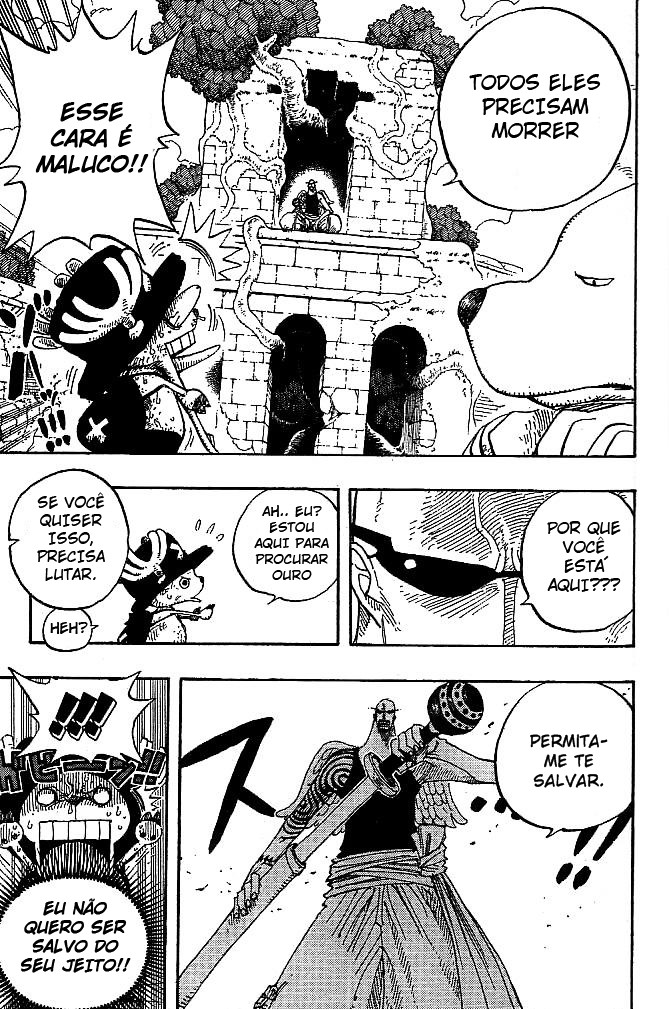 TODOS ELES
PRECISAM
MORRER
ESSE
CARA É
MALUCO!!
POR QUE
VOCÊ
ESTÁ
AQUI???
AH.. EU?
ESTOU
AQUI PARA
PROCURAR
OURO
SE VOCÊ
QUISER
ISSO,
PRECISA
LUTAR.
HEH?
PERMITA-
ME TE
SALVAR.
ス
!!!
EU NÃO
QUERO SER
SALVO DO
SEU JEITO!!